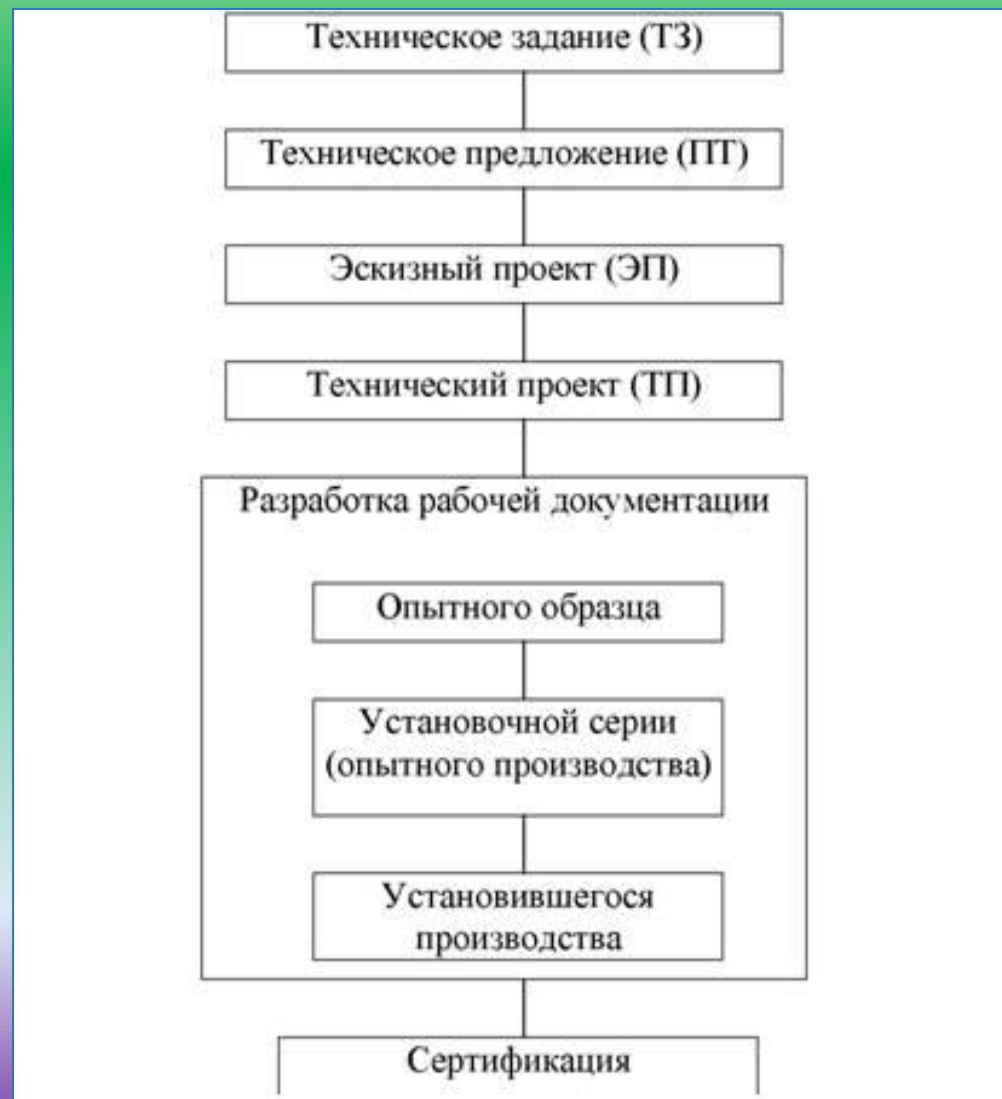 Техническое задание (ТЗ)
Техническое предложение (ПТ)
Эскизный проект (ЭП)
Технический проект (ТП)
Разработка рабочей документации
Опытного образца
Установочной серии
(опытного производства)
Установившегося
производства
Сертификация